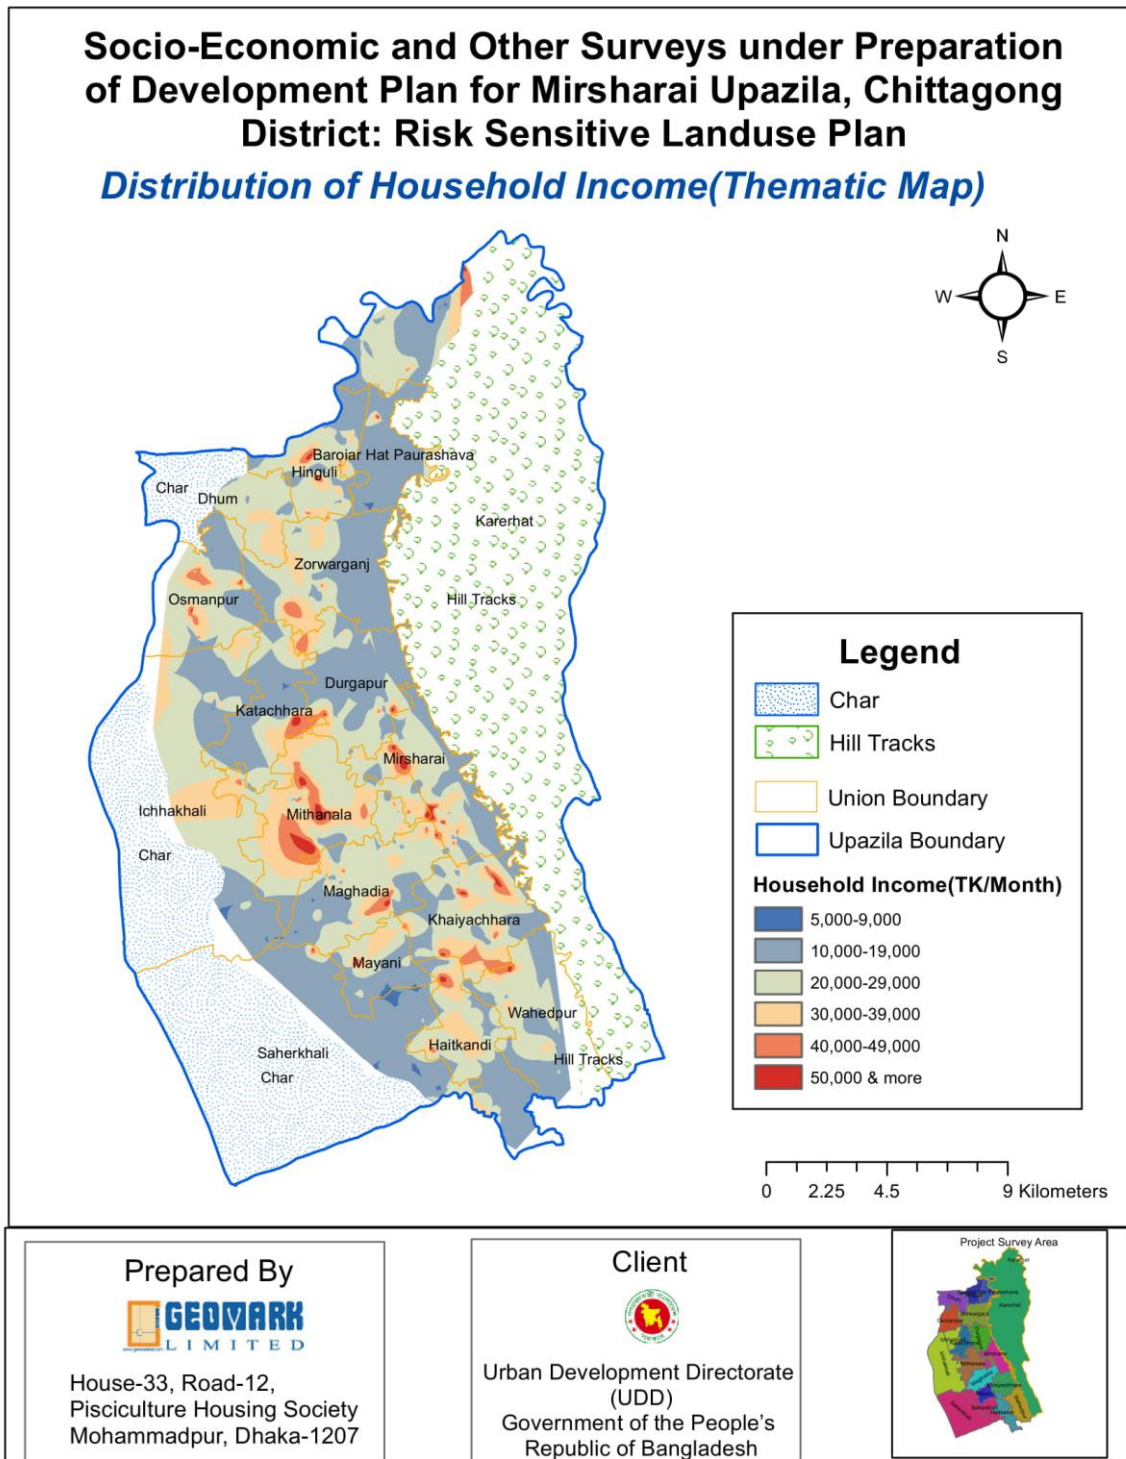 Socio-Economic and Other Surveys under Preparation
of Development Plan for Mirsharai Upazila, Chittagong
District: Risk Sensitive Landuse Plan
Distribution of Household Income(Thematic Map)
N
W
E
S
Baroiar Hat Paurashava
Hinguli
Char
Dhum
Karerhat
Zorwarganj
Osmanpur
Hill Tracks
Durgapur
Katachhara
Mirsharai
Ichhakhali
Mithanala
Char
Maghadia
Khaiyachhara
Mayani
Wahedpur
Haitkandi
Saherkhali
Hill Tracks
Char
Legend
Char
Hill Tracks
Union Boundary
Upazila Boundary
Household Income(TK/Month)
5,000-9,000
10,000-19,000
20,000-29,000
30,000-39,000
40,000-49,000
50,000 & more
0 2.25 4.5 9 Kilometers
Prepared By
GEOMARK
LIMITED
House-33, Road-12,
Pisciculture Housing Society
Mohammadpur, Dhaka-1207
Client
Urban Development Directorate
(UDD)
Government of the People's
Republic of Bangladesh
Project Survey Area